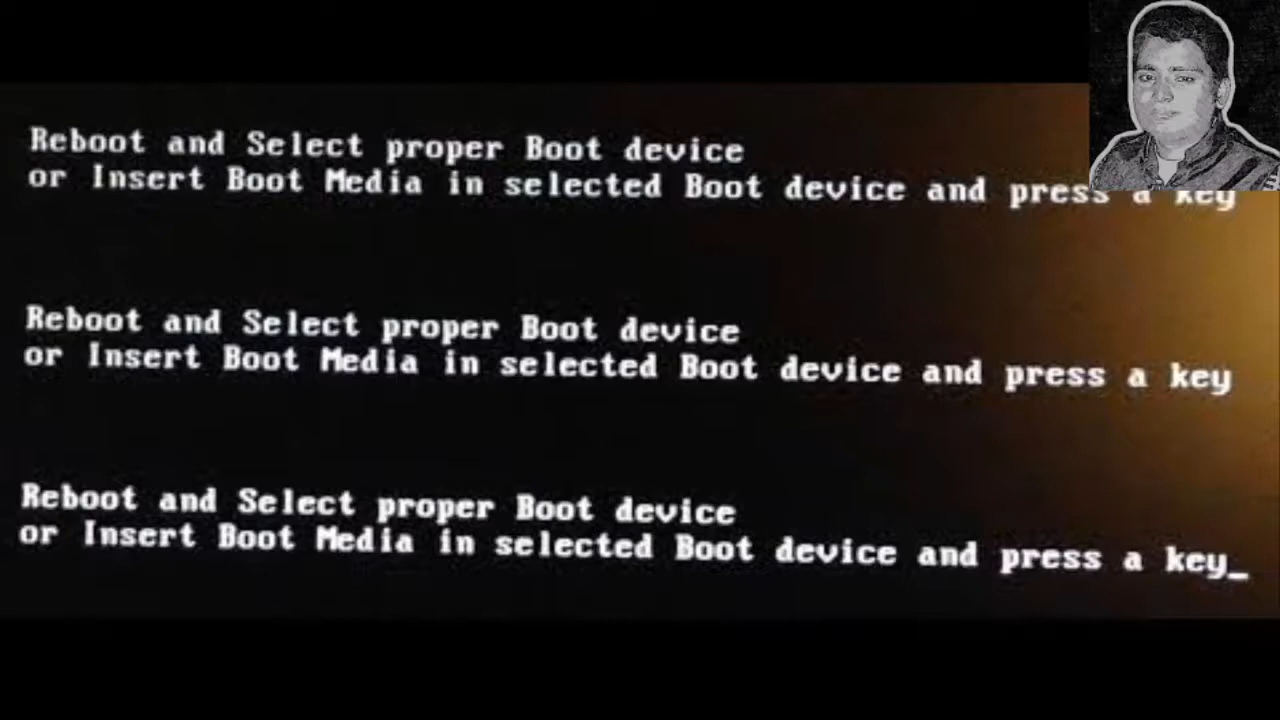 Reboot and Select proper Boot device
or Insert Boot Media in selected Boot device and press a key
Reboot and Select proper Boot device
or Insert Boot Media in selected Boot device and press a key
Reboot and Select proper Boot device
or Insert Boot Media in selected Boot device and press a key_